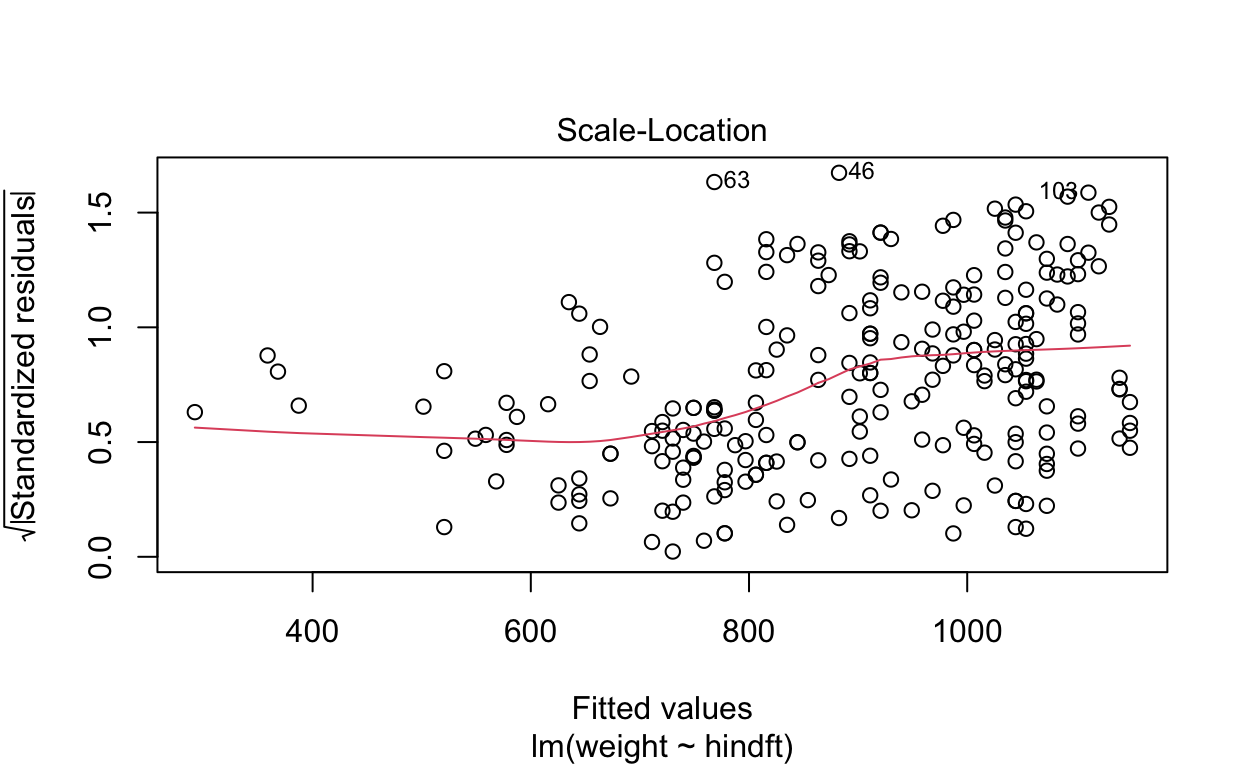 Scale-Location
√|Standardized residuals|
1.5
1.0
0.5
0.0
63
46
103
400 600 800 1000
Fitted values
lm(weight ~ hindft)